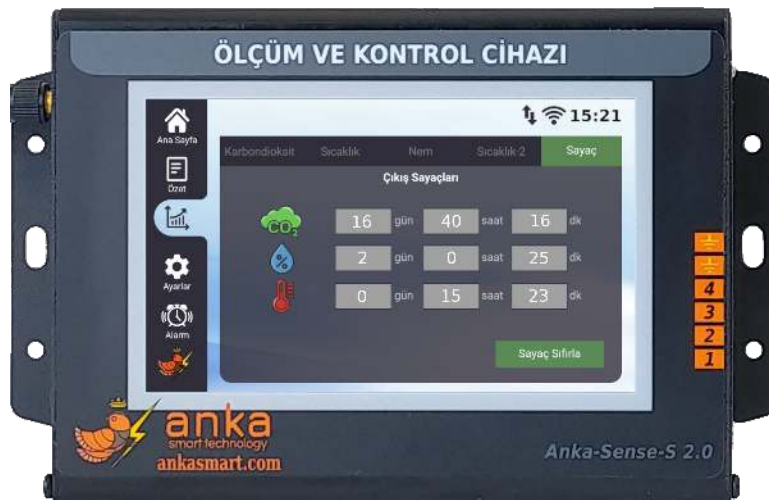 ÖLÇÜM VE KONTROL CİHAZI
15:21
Ana Sayfa
Karbondioksit Sıcaklık Nem Sıcaklık-2 Sayaç
Özet
Çıkış Sayaçları
CO2 16 gün 40 saat 16 dk
% 2 gün 0 saat 25 dk
0 gün 15 saat 23 dk
Ayarlar
Alarm
Sayaç Sıfırla
4
3
2
1
anka
smart technology
ankasmart.com
Anka-Sense-S 2.0